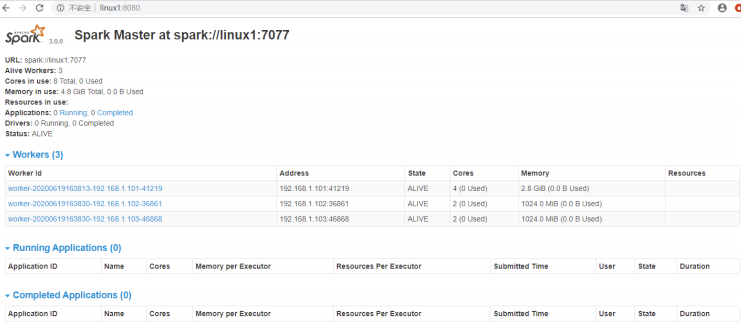 不安全 | linux1:8080
APACHE Spark 3.0.0 Spark Master at spark://linux1:7077
URL: spark://linux1:7077
Alive Workers: 3
Cores in use: 8 Total, 0 Used
Memory in use: 4.8 GiB Total, 0.0 B Used
Resources in use:
Applications: 0 Running, 0 Completed
Drivers: 0 Running, 0 Completed
Status: ALIVE
Workers (3)
Worker Id Address State Cores Memory Resources
worker-20200619163813-192.168.1.101-41219 192.168.1.101:41219 ALIVE 4 (0 Used) 2.8 GiB (0.0 B Used)
worker-20200619163830-192.168.1.102-36861 192.168.1.102:36861 ALIVE 2 (0 Used) 1024.0 MiB (0.0 B Used)
worker-20200619163830-192.168.1.103-46868 192.168.1.103:46868 ALIVE 2 (0 Used) 1024.0 MiB (0.0 B Used)
Running Applications (0)
Application ID Name Cores Memory per Executor Resources Per Executor Submitted Time User State Duration
Completed Applications (0)
Application ID Name Cores Memory per Executor Resources Per Executor Submitted Time User State Duration